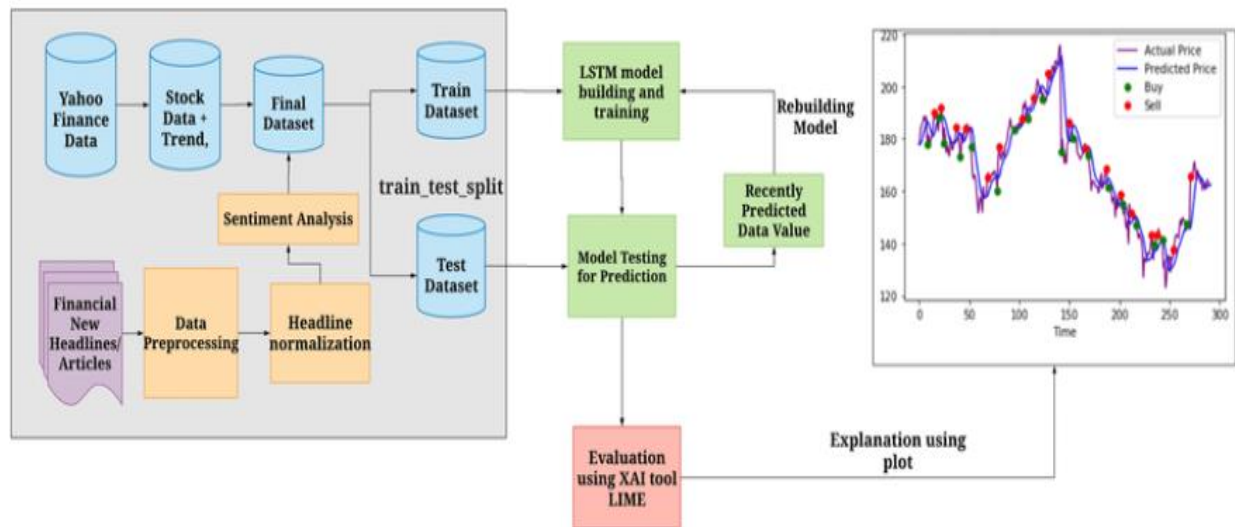 Yahoo
Finance
Data
Stock
Data +
Trend,
Final
Dataset
Train
Dataset
train_test_split
Test
Dataset
Sentiment Analysis
Financial
New
Headlines/
Articles
Data
Preprocessing
Headline
normalization
LSTM model
building and
training
Rebuilding
Model
Recently
Predicted
Data Value
Model Testing
for Prediction
Evaluation
using XAI tool
LIME
Explanation using
plot
220
200
180
160
140
120
0 50 100 150 200 250 300
Time
Actual Price
Predicted Price
Buy
Sell